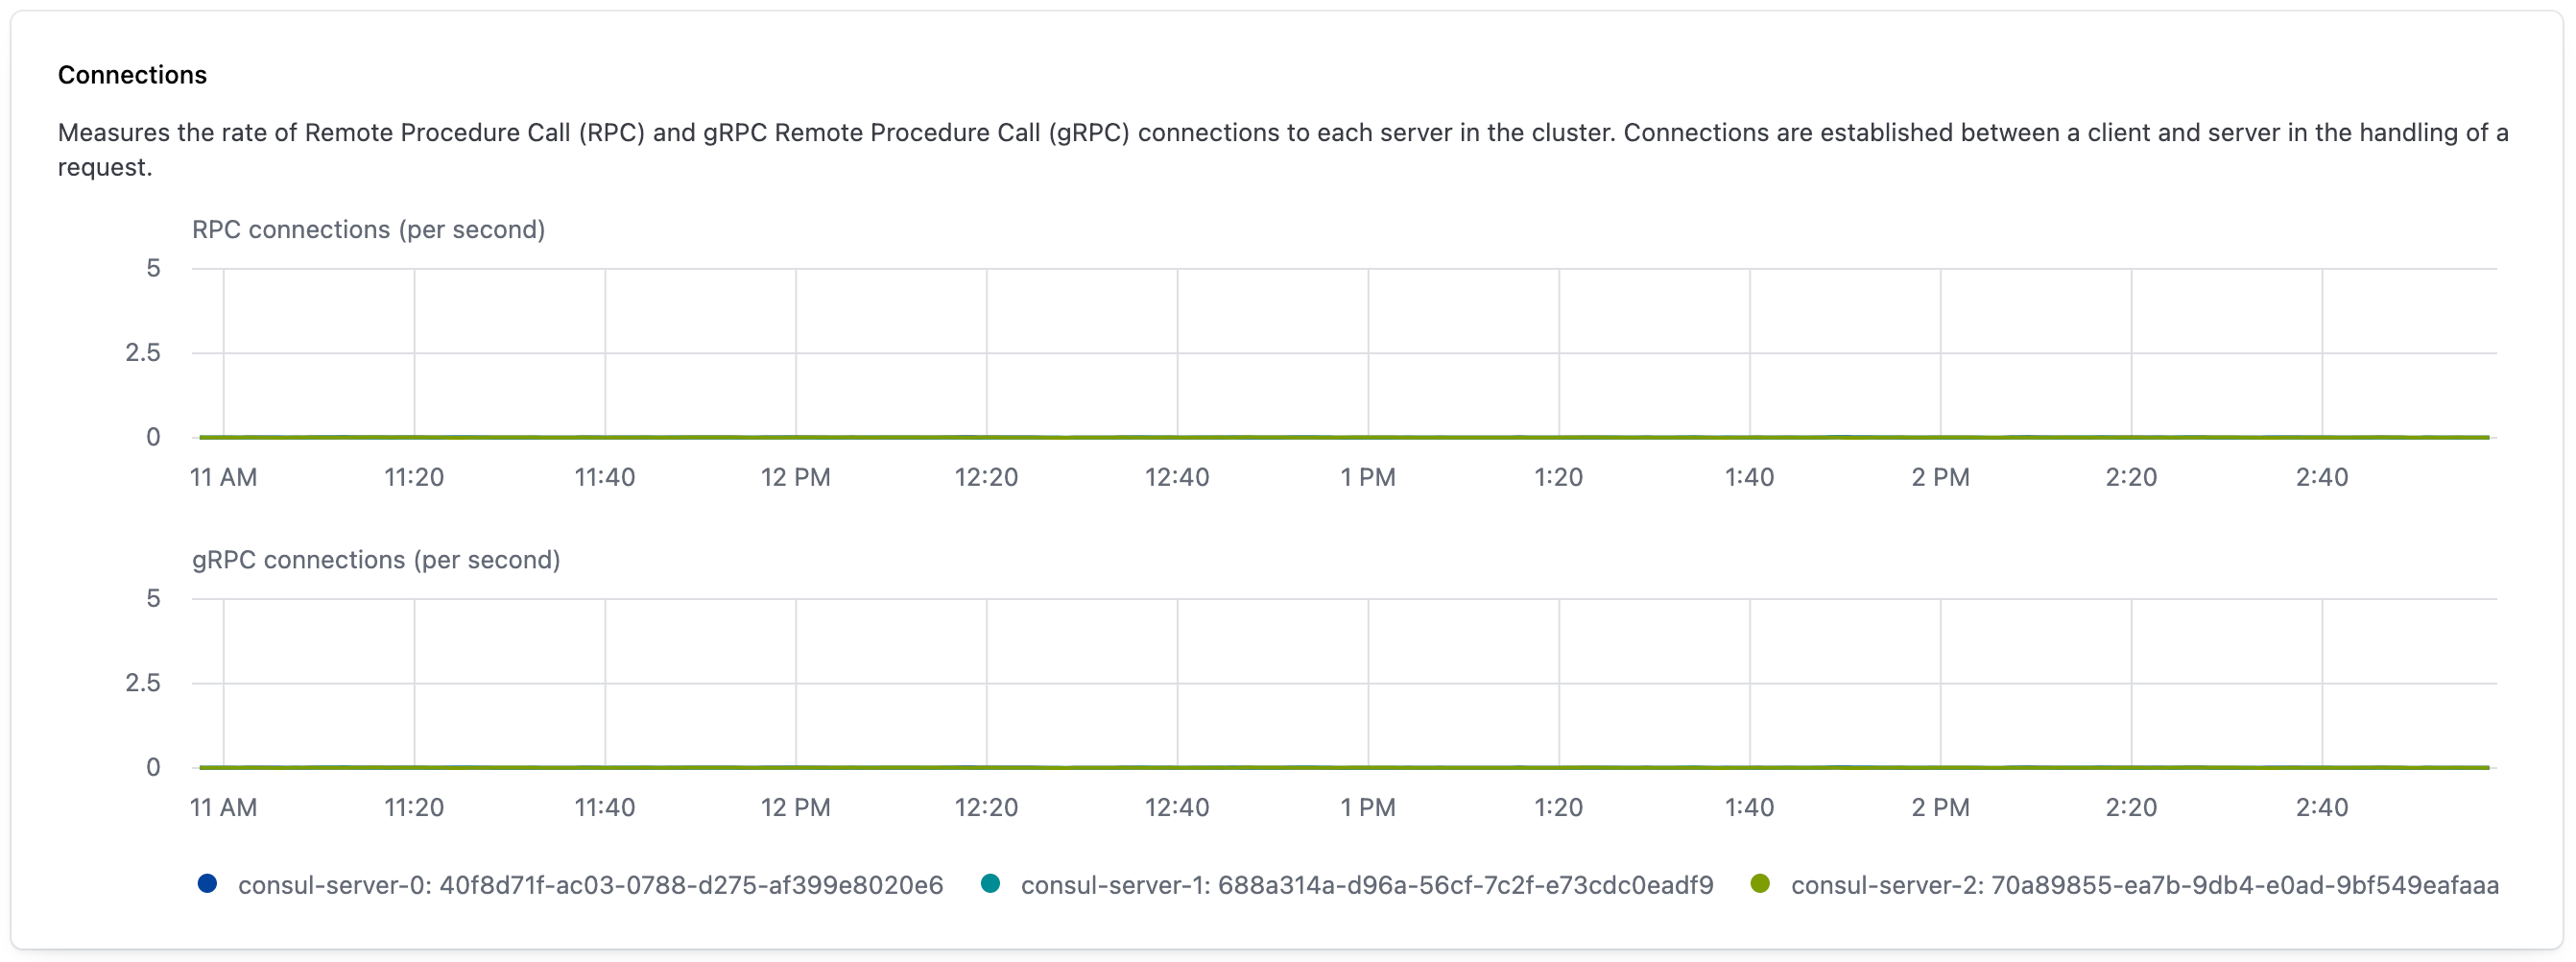 Connections
Measures the rate of Remote Procedure Call (RPC) and gRPC Remote Procedure Call (gRPC) connections to each server in the cluster. Connections are established between a client and server in the handling of a
request.
RPC connections (per second)
5
2.5
0
11 AM 11:20 11:40 12 PM 12:20 12:40 1 PM 1:20 1:40 2 PM 2:20 2:40
gRPC connections (per second)
5
2.5
0
11 AM 11:20 11:40 12 PM 12:20 12:40 1 PM 1:20 1:40 2 PM 2:20 2:40
consul-server-0: 40f8d71f-ac03-0788-d275-af399e8020e6 consul-server-1: 688a314a-d96a-56cf-7c2f-e73cdc0eadf9 consul-server-2: 70a89855-ea7b-9db4-e0ad-9bf549eafaaa